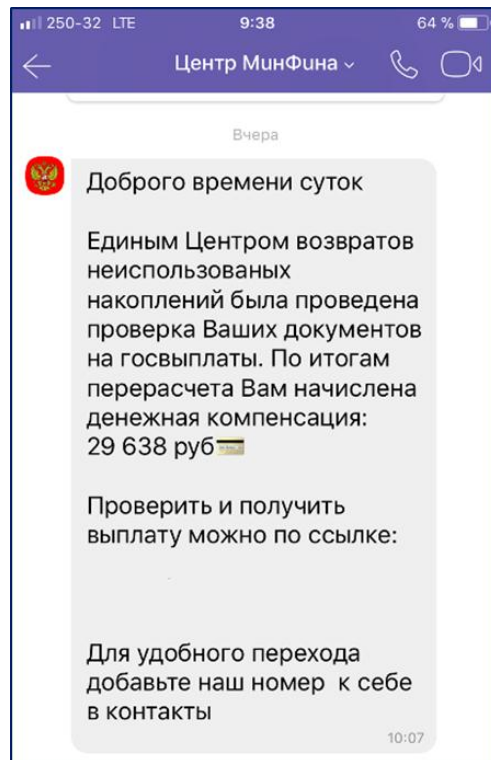 250-32 LTE 9:38 64 %
Центр МинФина
Вчера
Доброго времени суток
Единым Центром возвратов
неиспользованых
накоплений была проведена
проверка Ваших документов
на госвыплаты. По итогам
перерасчета Вам начислена
денежная компенсация:
29 638 руб
Проверить и получить
выплату можно по ссылке:
Для удобного перехода
добавьте наш номер к себе
в контакты
10:07